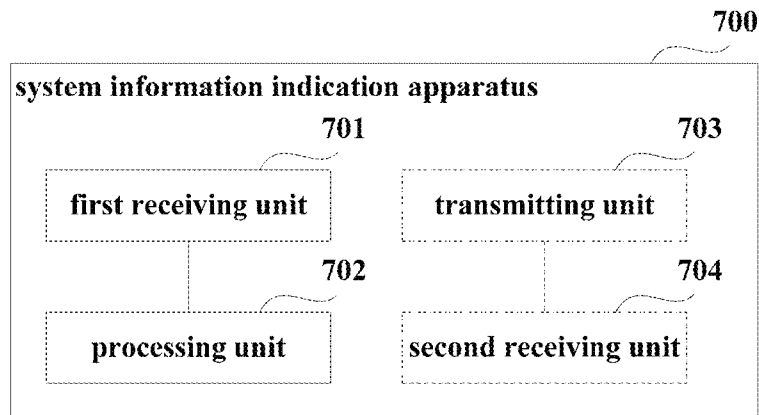 700
system information indication apparatus
701 703
first receiving unit transmitting unit
702 704
processing unit second receiving unit